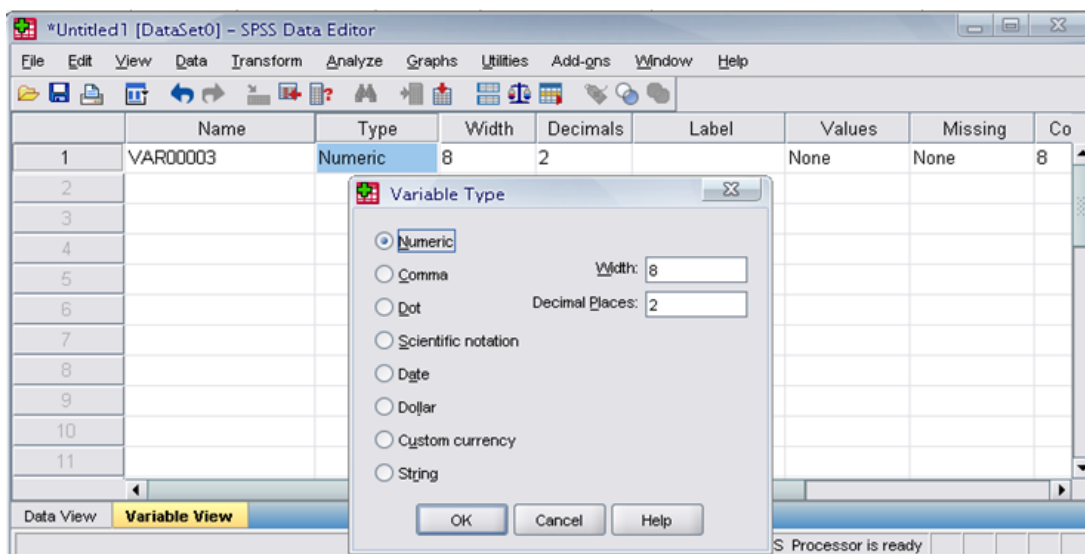 *Untitled1 [DataSet0] – SPSS Data Editor
File Edit View Data Transform Analyze Graphs Utilities Add-ons Window Help
Name Type Width Decimals Label Values Missing Co
1 VAR00003 Numeric 8 2 None None 8
2
3
4
5
6
7
8
9
10
11
Variable Type
Numeric
Comma
Dot
Scientific notation
Date
Dollar
Custom currency
String
Width: 8
Decimal Places: 2
OK Cancel Help
Data View Variable View
S Processor is ready